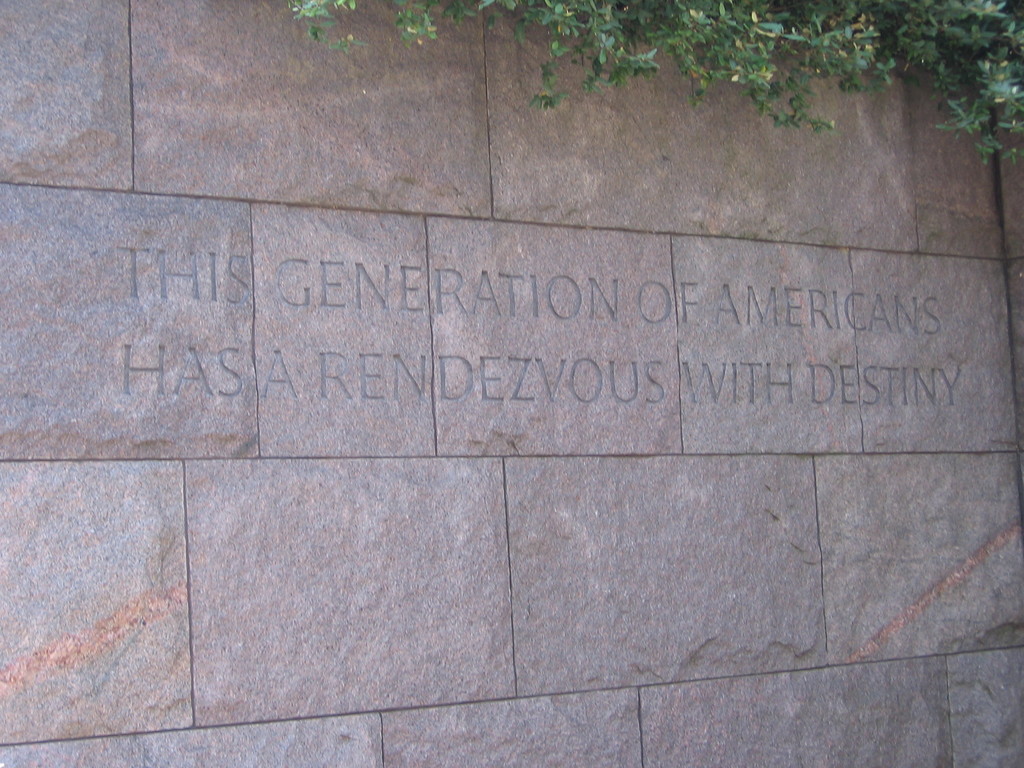 THIS GENERATION OF AMERICANS
HAS A RENDEZVOUS WITH DESTINY